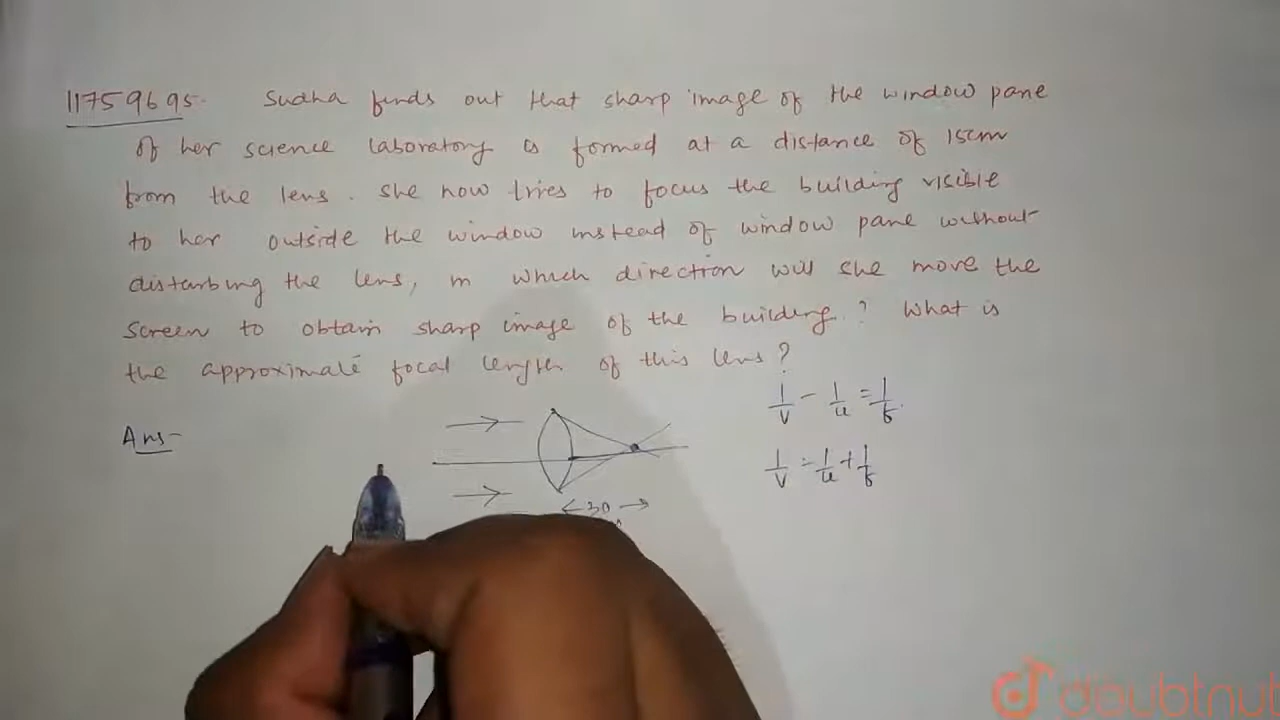 11759695. Sudha finds out that sharp image of the window pane
of her science laboratory is formed at a distance of 15cm
from the lens. She now tries to focus the building visible
to her outside the window instead of window pane without
disturbing the lens, in which direction will she move the
screen to obtain sharp image of the building? What is
the approximate focal length of this lens?
1/v - 1/u = 1/f
Ans-
1/v = 1/u + 1/f
doubtnut